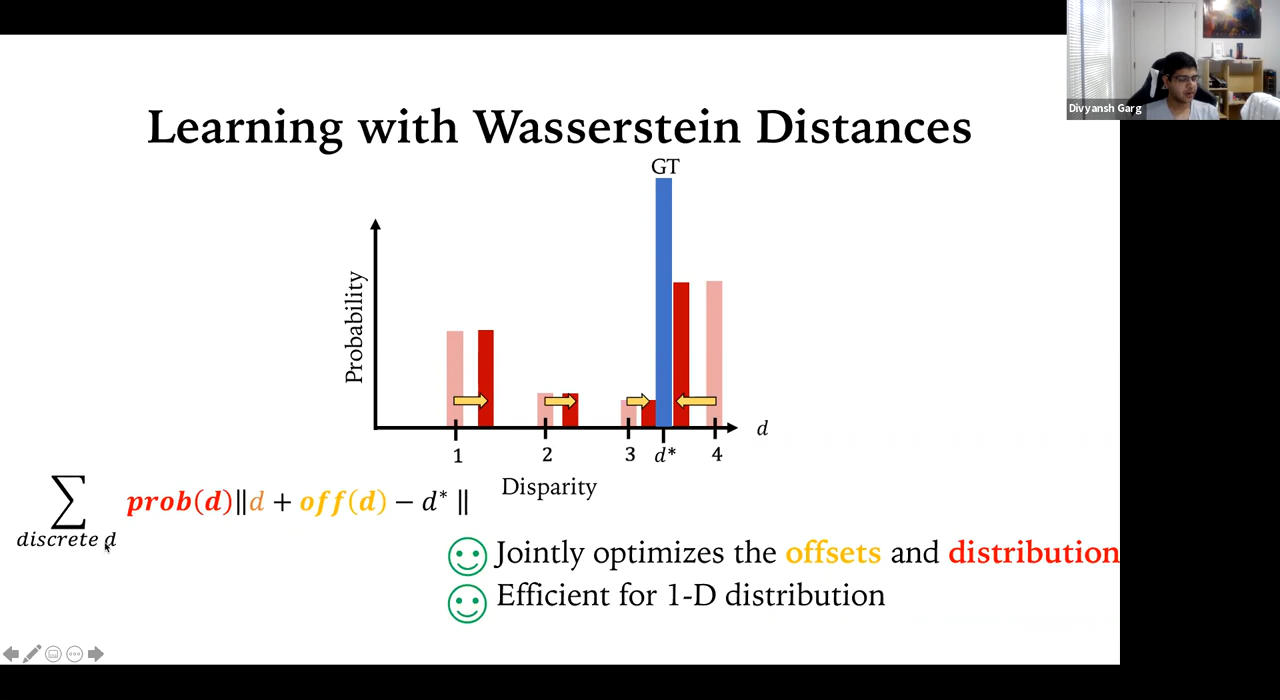 Divyansh Garg
Learning with Wasserstein Distances
GT
Probability
d
1 2 3 d* 4
Disparity
∑ prob(d)‖d + off(d) − d* ‖
discrete d
Jointly optimizes the offsets and distribution
Efficient for 1-D distribution